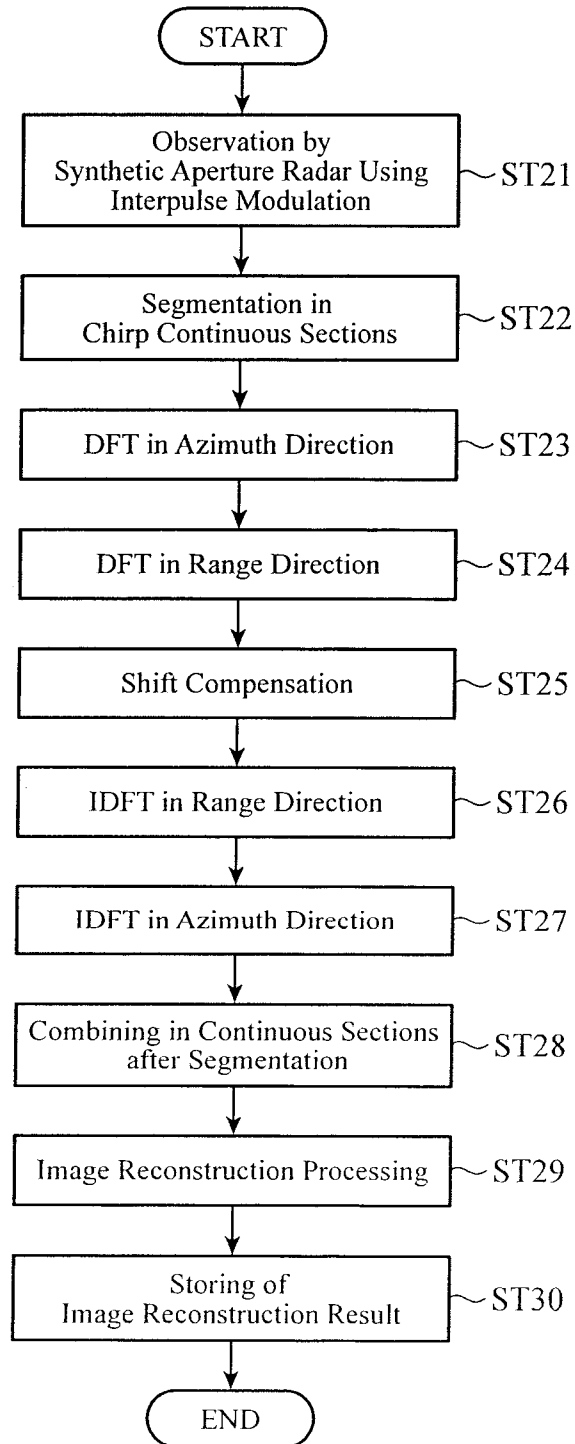 START
Observation by
Synthetic Aperture Radar Using
Interpulse Modulation
ST21
Segmentation in
Chirp Continuous Sections
ST22
DFT in Azimuth Direction
ST23
DFT in Range Direction
ST24
Shift Compensation
ST25
IDFT in Range Direction
ST26
IDFT in Azimuth Direction
ST27
Combining in Continuous Sections
after Segmentation
ST28
Image Reconstruction Processing
ST29
Storing of
Image Reconstruction Result
ST30
END